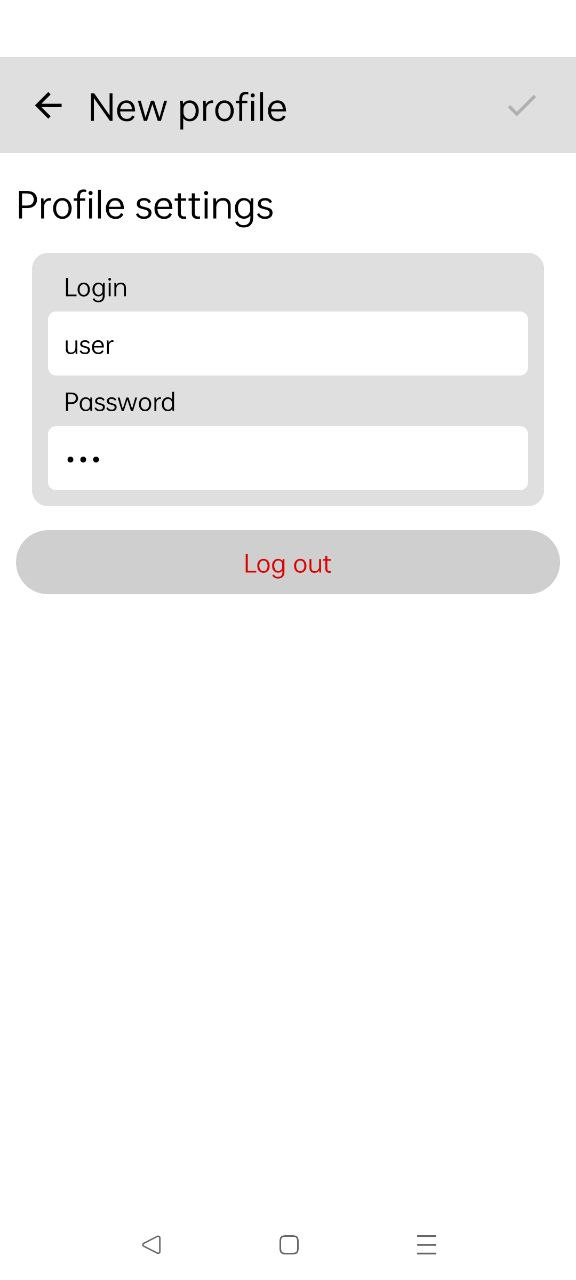 New profile
Profile settings
Login
user
Password
•••
Log out